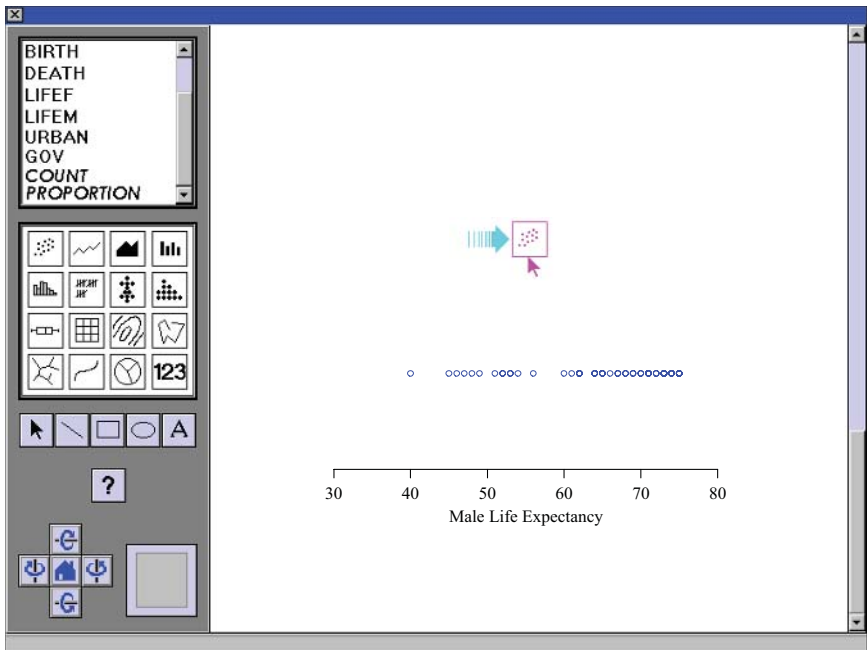 BIRTH
DEATH
LIFEF
LIFEM
URBAN
GOV
COUNT
PROPORTION
123
A
?
30 40 50 60 70 80
Male Life Expectancy